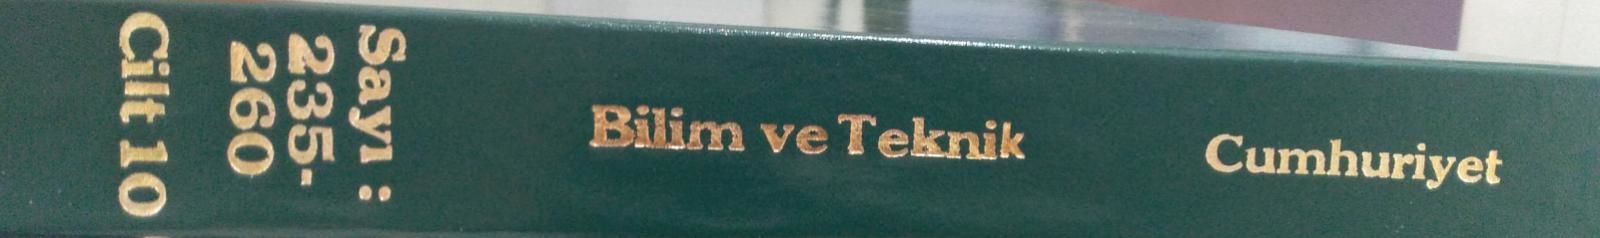 Cumhuriyet
Bilim ve Teknik
Sayı :
235-
260
Cilt 10